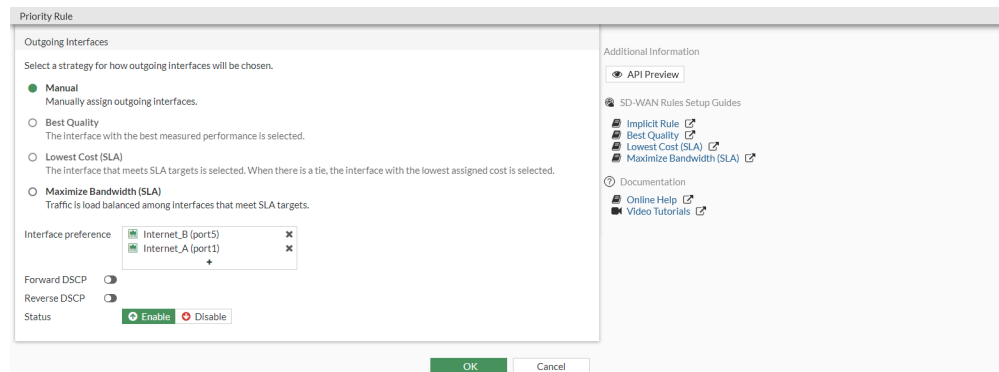 Priority Rule
Outgoing Interfaces
Select a strategy for how outgoing interfaces will be chosen.
Manual
Manually assign outgoing interfaces.
Best Quality
The interface with the best measured performance is selected.
Lowest Cost (SLA)
The interface that meets SLA targets is selected. When there is a tie, the interface with the lowest assigned cost is selected.
Maximize Bandwidth (SLA)
Traffic is load balanced among interfaces that meet SLA targets.
Interface preference
Internet_B (port5)
Internet_A (port1)
+
Forward DSCP
Reverse DSCP
Status
Enable
Disable
Additional Information
API Preview
SD-WAN Rules Setup Guides
Implicit Rule
Best Quality
Lowest Cost (SLA)
Maximize Bandwidth (SLA)
Documentation
Online Help
Video Tutorials
OK
Cancel